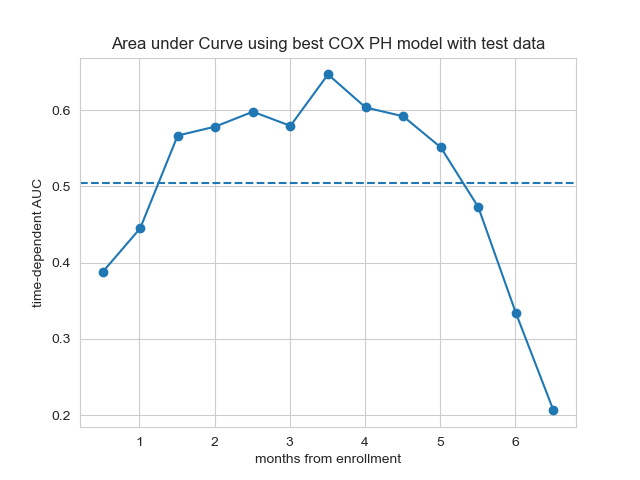 Area under Curve using best COX PH model with test data
time-dependent AUC
0.6
0.5
0.4
0.3
0.2
1 2 3 4 5 6
months from enrollment